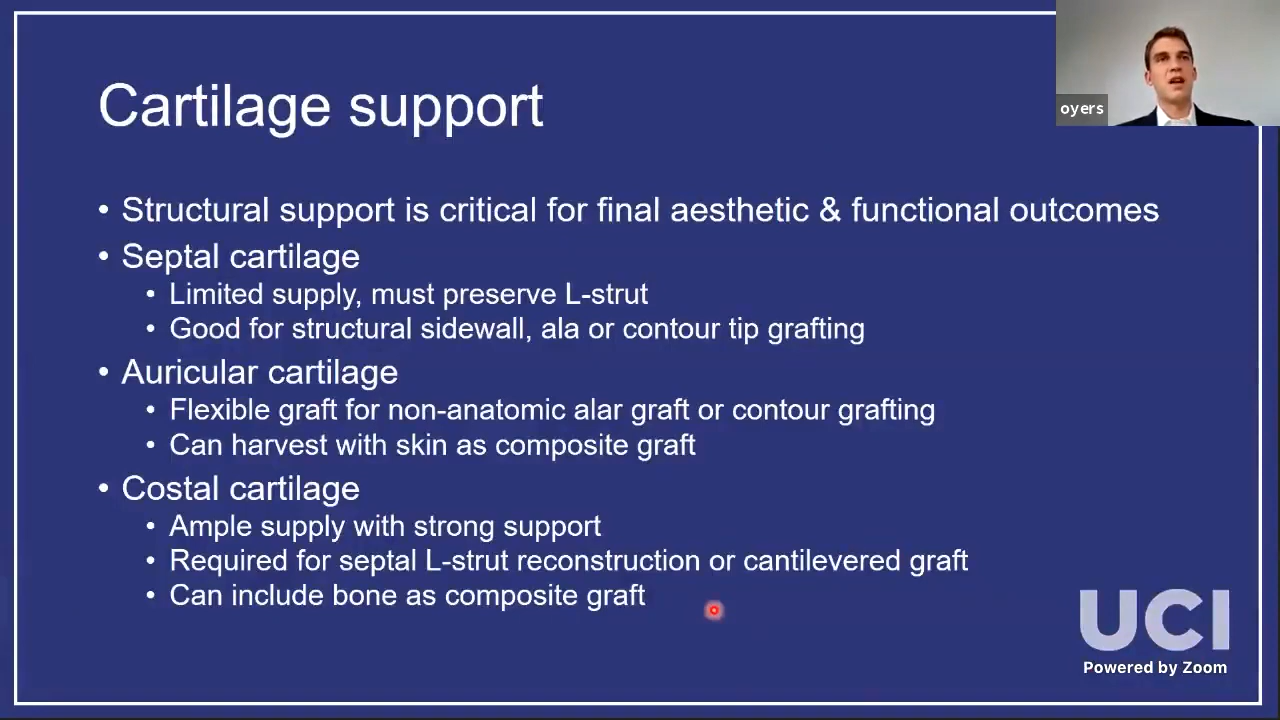 Cartilage support
oyers
• Structural support is critical for final aesthetic & functional outcomes
• Septal cartilage
• Limited supply, must preserve L-strut
• Good for structural sidewall, ala or contour tip grafting
• Auricular cartilage
• Flexible graft for non-anatomic alar graft or contour grafting
• Can harvest with skin as composite graft
• Costal cartilage
• Ample supply with strong support
• Required for septal L-strut reconstruction or cantilevered graft
• Can include bone as composite graft
UCI
Powered by Zoom